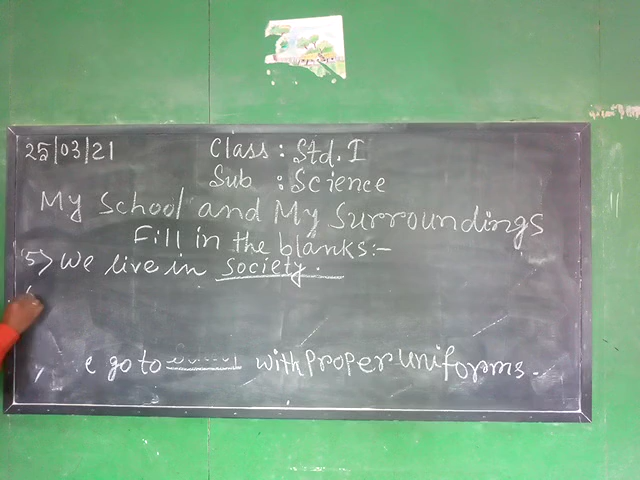 25/03/21
Class : Std. I
Sub : Science
My School and My Surroundings
Fill in the blanks:-
5> We live in society.
e go to with Proper uniforms.